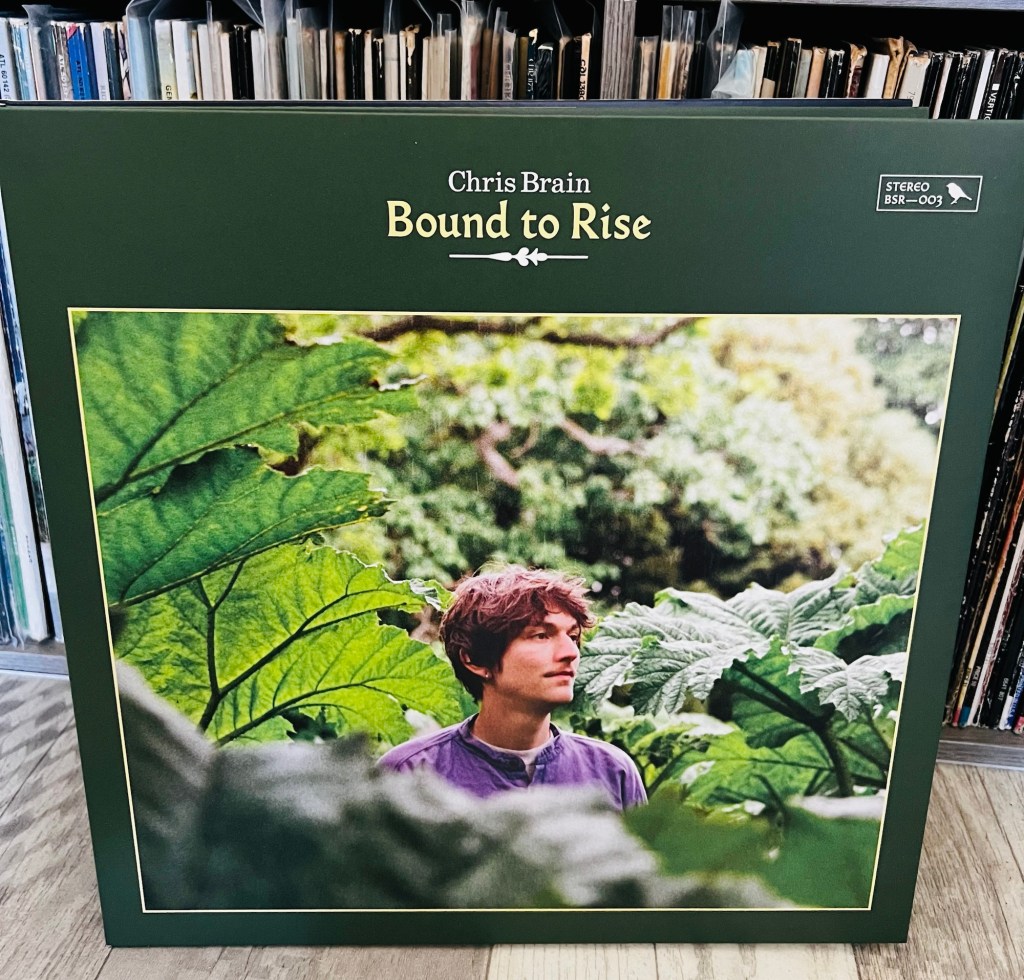 Chris Brain
Bound to Rise
STEREO
BSR—003